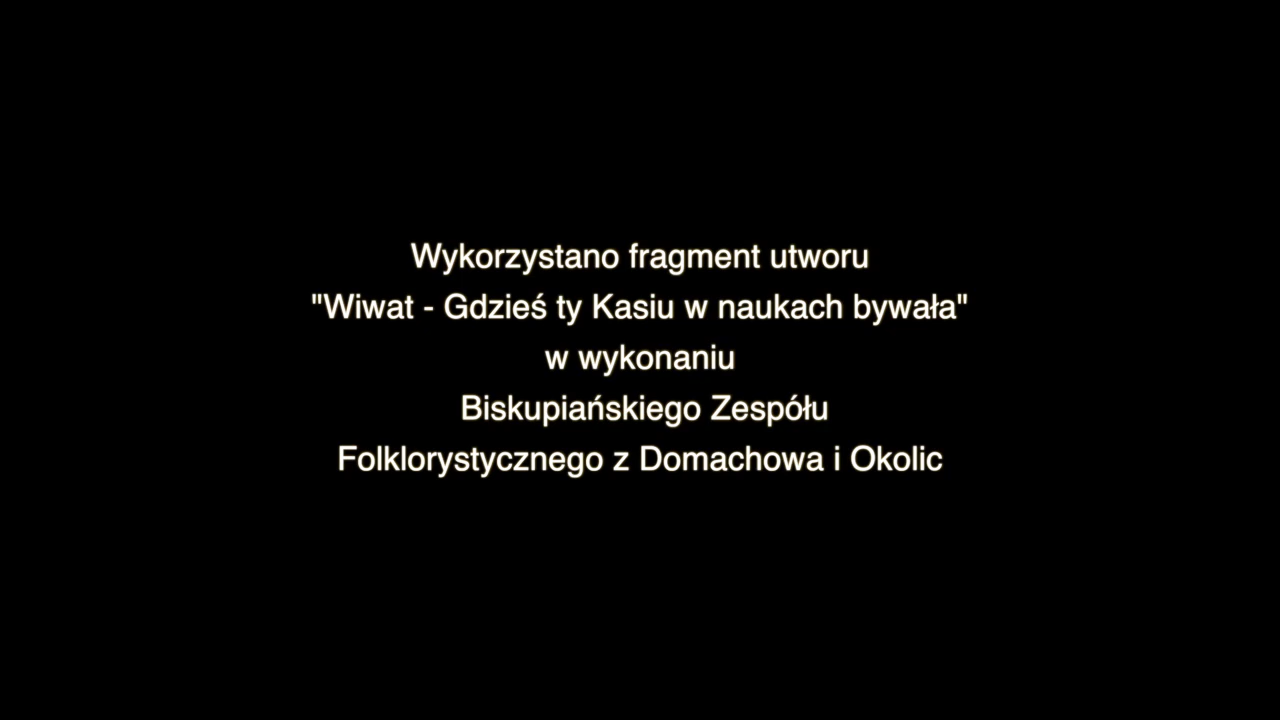 Wykorzystano fragment utworu
"Wiwat - Gdzieś ty Kasiu w naukach bywała"
w wykonaniu
Biskupiańskiego Zespółu
Folklorystycznego z Domachowa i Okolic